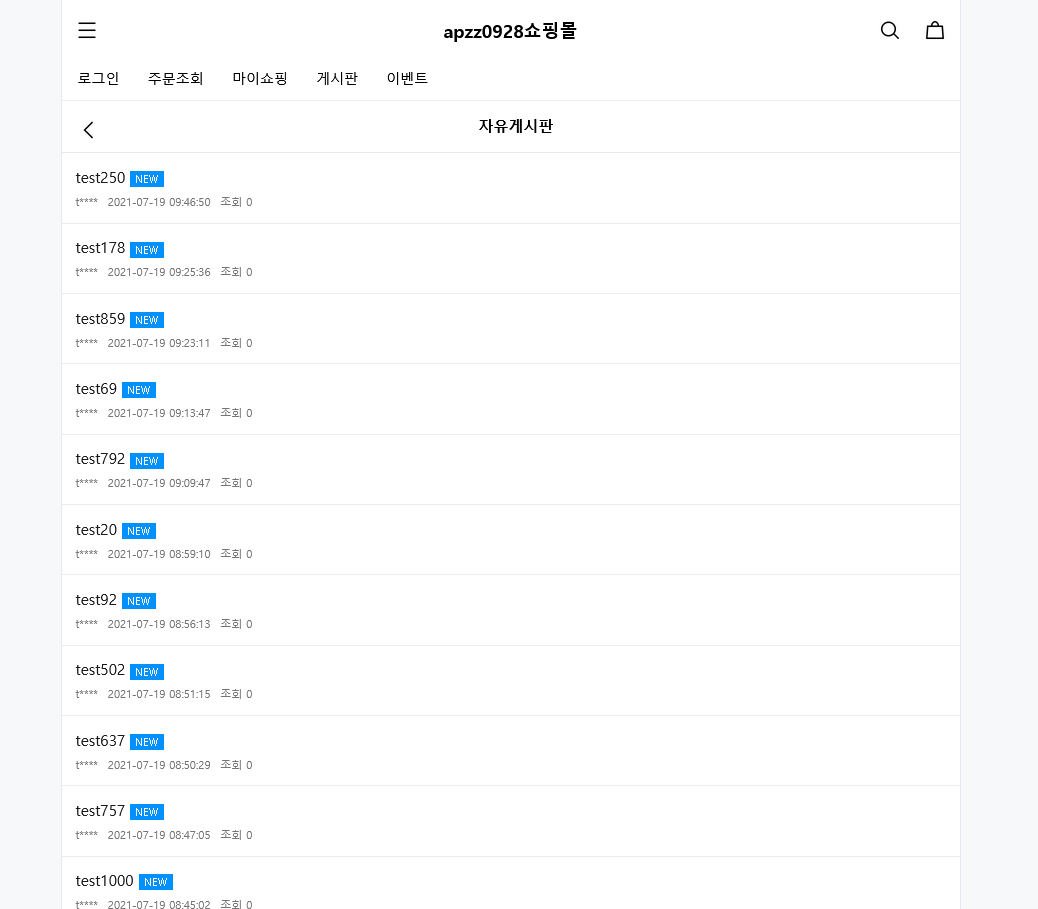 apzz0928쇼핑몰
로그인 주문조회 마이쇼핑 게시판 이벤트
자유게시판
test250 NEW
t**** 2021-07-19 09:46:50 조회 0
test178 NEW
t**** 2021-07-19 09:25:36 조회 0
test859 NEW
t**** 2021-07-19 09:23:11 조회 0
test69 NEW
t**** 2021-07-19 09:13:47 조회 0
test792 NEW
t**** 2021-07-19 09:09:47 조회 0
test20 NEW
t**** 2021-07-19 08:59:10 조회 0
test92 NEW
t**** 2021-07-19 08:56:13 조회 0
test502 NEW
t**** 2021-07-19 08:51:15 조회 0
test637 NEW
t**** 2021-07-19 08:50:29 조회 0
test757 NEW
t**** 2021-07-19 08:47:05 조회 0
test1000 NEW
t**** 2021-07-19 08:45:02 조회 0